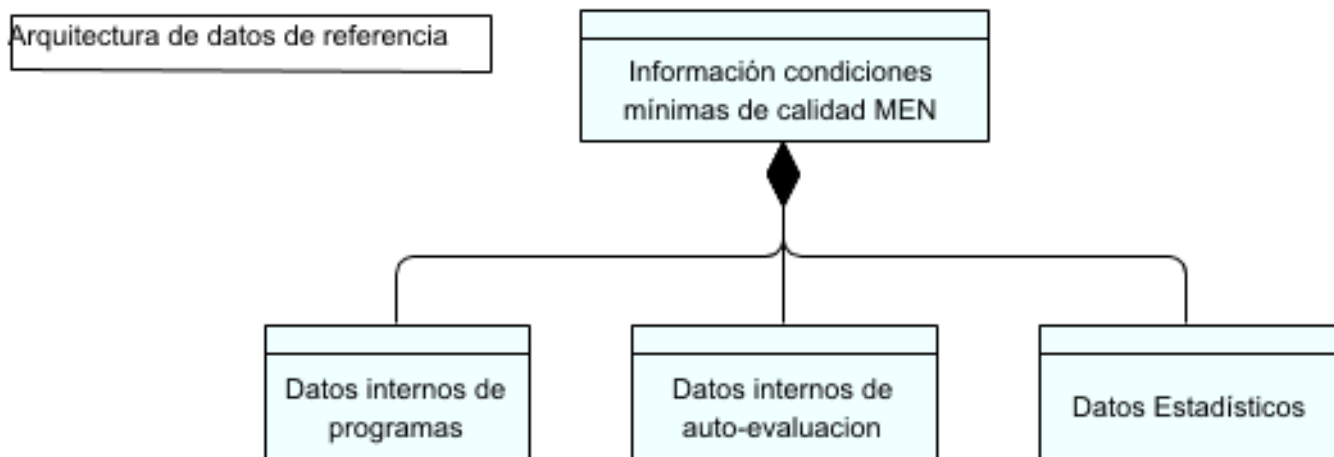 Arquitectura de datos de referencia
Información condiciones
mínimas de calidad MEN
Datos internos de
programas
Datos internos de
auto-evaluacion
Datos Estadísticos